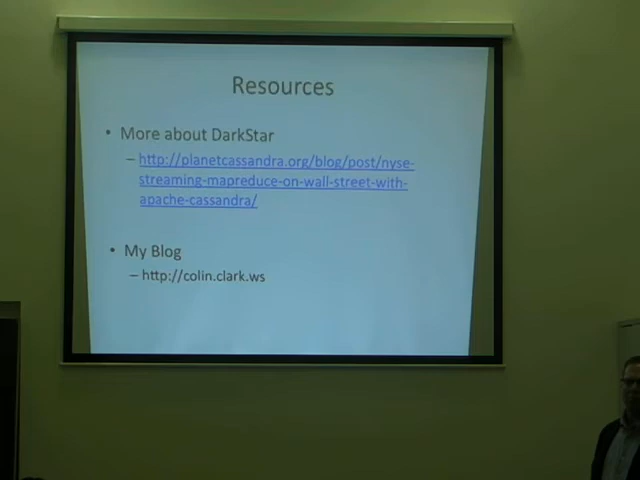 Resources
• More about DarkStar
– http://planetcassandra.org/blog/post/nyse-
streaming-mapreduce-on-wall-street-with-
apache-cassandra/
• My Blog
– http://colin.clark.ws